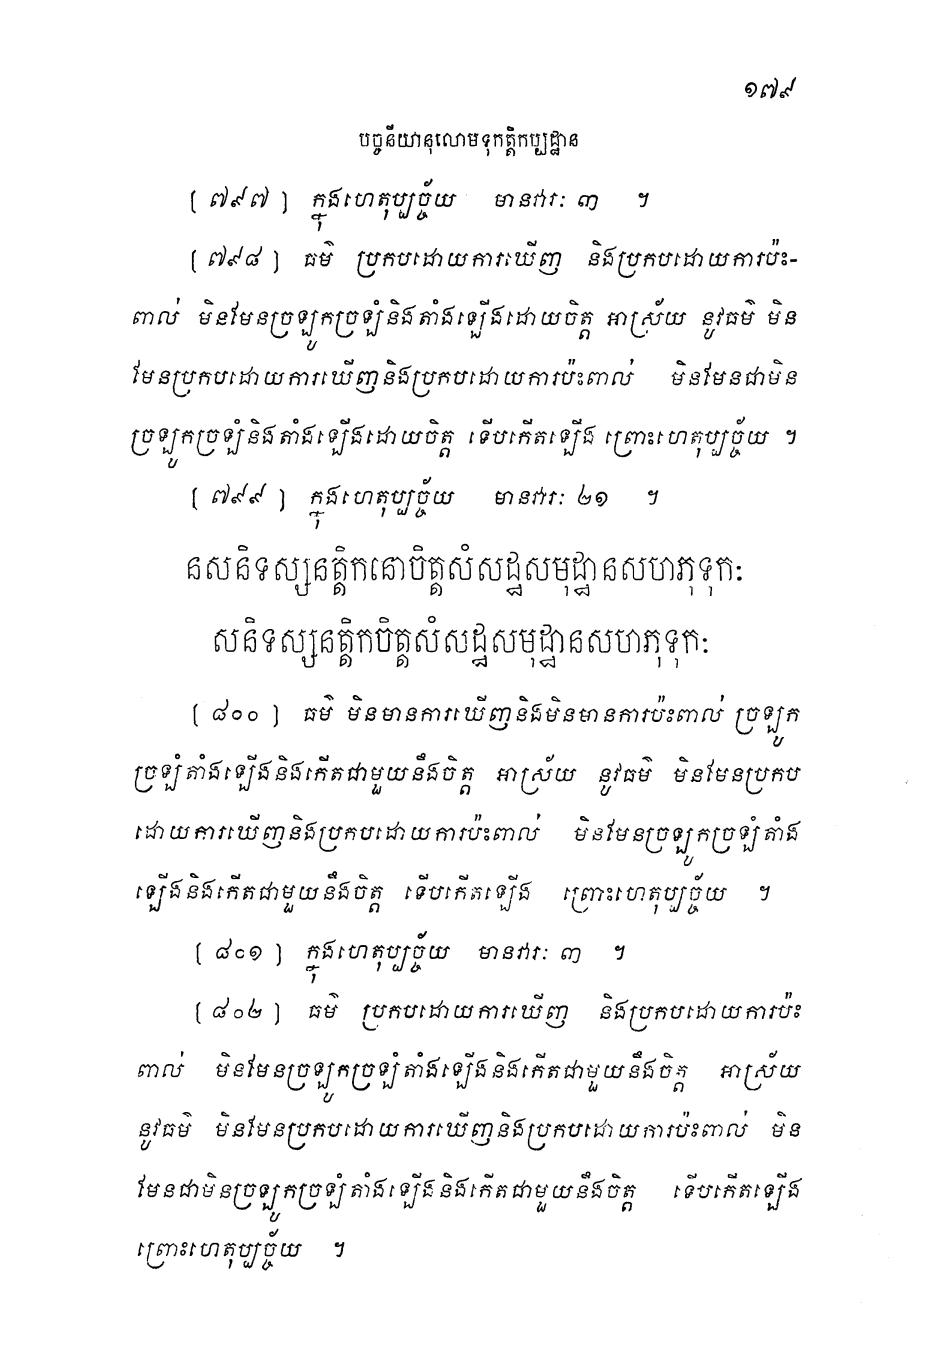 ១៧៩
បច្ចនីយានុលោមទុកត្តិកប្បដ្ឋាន
[ ៧៩៧ ] ក្នុងហេតុប្បច្ច័យ មានវារៈ ៣ ។
[ ៧៩៨ ] ធម៌ ប្រកបដោយការឃើញ និងប្រកបដោយការប៉ះ-
ពាល់ មិនមែនច្រឡូកច្រឡំនិងតាំងឡើងដោយចិត្ត អាស្រ័យ នូវធម៌ មិន
មែនប្រកបដោយការឃើញនិងប្រកបដោយការប៉ះពាល់ មិនមែនជាមិន
ច្រឡូកច្រឡំនិងតាំងឡើងដោយចិត្ត ទើបកើតឡើង ព្រោះហេតុប្បច្ច័យ ។
[ ៧៩៩ ] ក្នុងហេតុប្បច្ច័យ មានវារៈ ២១ ។
នសនិទស្សនត្តិកនោចិត្តសំសដ្ឋសមុដ្ឋានសហភុទុកៈ
សនិទស្សនត្តិកចិត្តសំសដ្ឋសមុដ្ឋានសហភុទុកៈ
[ ៨០០ ] ធម៌ មិនមានការឃើញនិងមិនមានការប៉ះពាល់ ច្រឡូក
ច្រឡំតាំងឡើងនិងកើតជាមួយនឹងចិត្ត អាស្រ័យ នូវធម៌ មិនមែនប្រកប
ដោយការឃើញនិងប្រកបដោយការប៉ះពាល់ មិនមែនច្រឡូកច្រឡំតាំង
ឡើងនិងកើតជាមួយនឹងចិត្ត ទើបកើតឡើង ព្រោះហេតុប្បច្ច័យ ។
[ ៨០១ ] ក្នុងហេតុប្បច្ច័យ មានវារៈ ៣ ។
[ ៨០២ ] ធម៌ ប្រកបដោយការឃើញ និងប្រកបដោយការប៉ះ
ពាល់ មិនមែនច្រឡូកច្រឡំតាំងឡើងនិងកើតជាមួយនឹងចិត្ត អាស្រ័យ
នូវធម៌ មិនមែនប្រកបដោយការឃើញនិងប្រកបដោយការប៉ះពាល់ មិន
មែនជាមិនច្រឡូកច្រឡំតាំងឡើងនិងកើតជាមួយនឹងចិត្ត ទើបកើតឡើង
ព្រោះហេតុប្បច្ច័យ ។